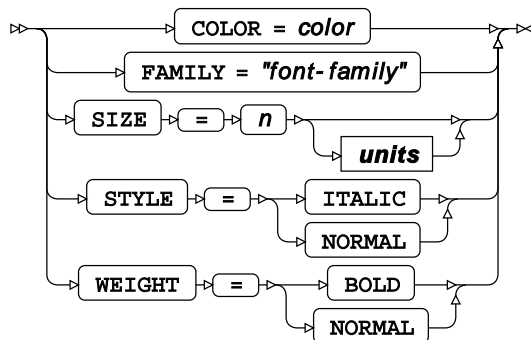 COLOR = color
FAMILY = "font-family"
SIZE = n
units
STYLE = ITALIC
NORMAL
WEIGHT = BOLD
NORMAL